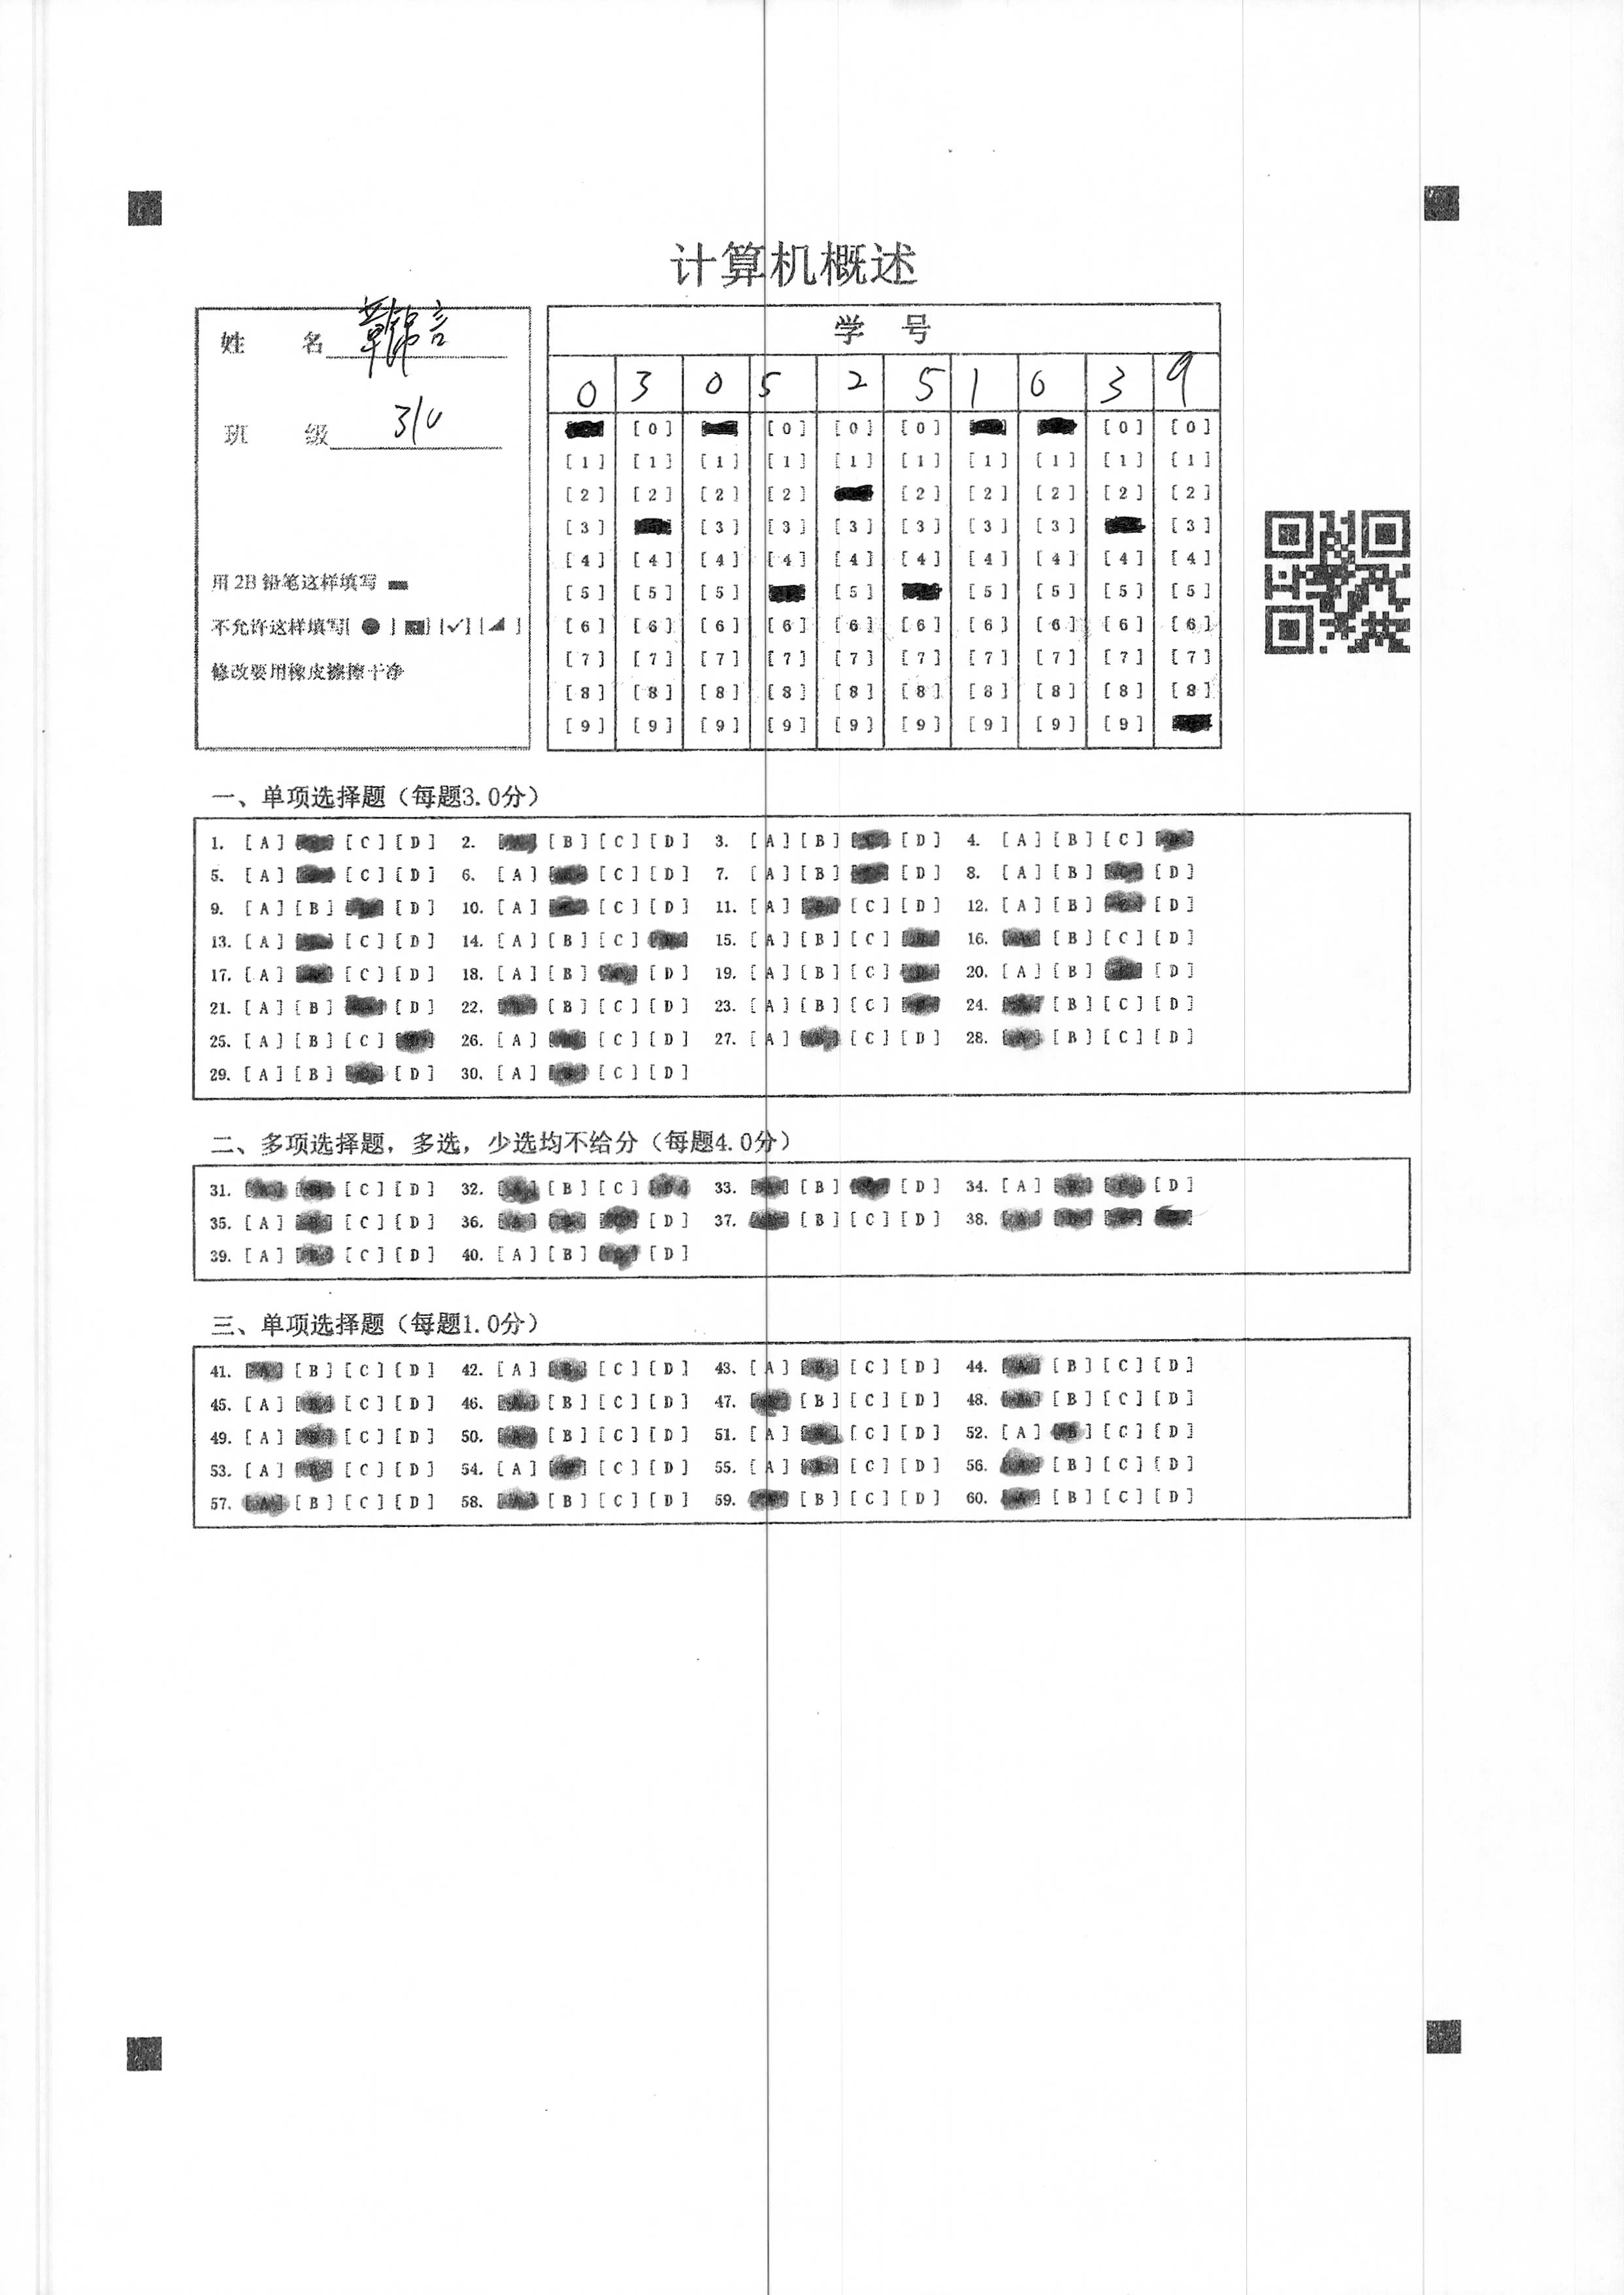 计算机概述
姓 名 章锦言
班 级 310
用 2B 铅笔这样填写
不允许这样填写[ ● ] [ ] [√] [ ]
修改要用橡皮擦擦干净
学 号
0 3 0 5 2 5 1 0 3 9
[0] [0] [0] [0] [0] [0]
[1] [1] [1] [1] [1] [1] [1] [1] [1] [1]
[2] [2] [2] [2] [2] [2] [2] [2] [2]
[3] [3] [3] [3] [3] [3] [3] [3]
[4] [4] [4] [4] [4] [4] [4] [4] [4] [4]
[5] [5] [5] [5] [5] [5] [5] [5]
[6] [6] [6] [6] [6] [6] [6] [6] [6] [6]
[7] [7] [7] [7] [7] [7] [7] [7] [7] [7]
[8] [8] [8] [8] [8] [8] [8] [8] [8] [8]
[9] [9] [9] [9] [9] [9] [9] [9] [9]
一、单项选择题（每题3.0分）
1. [A] [C] [D] 2. [B] [C] [D] 3. [A] [B] [D] 4. [A] [B] [C]
5. [A] [C] [D] 6. [A] [C] [D] 7. [A] [B] [D] 8. [A] [B] [D]
9. [A] [B] [D] 10. [A] [C] [D] 11. [A] [C] [D] 12. [A] [B] [D]
13. [A] [C] [D] 14. [A] [B] [C] 15. [A] [B] [C] 16. [B] [C] [D]
17. [A] [C] [D] 18. [A] [B] [D] 19. [A] [B] [C] 20. [A] [B] [D]
21. [A] [B] [D] 22. [B] [C] [D] 23. [A] [B] [C] 24. [B] [C] [D]
25. [A] [B] [C] 26. [A] [C] [D] 27. [A] [C] [D] 28. [B] [C] [D]
29. [A] [B] [D] 30. [A] [C] [D]
二、多项选择题，多选，少选均不给分（每题4.0分）
31. [C] [D] 32. [B] [C] 33. [B] [D] 34. [A] [D]
35. [A] [C] [D] 36. [D] 37. [B] [C] [D] 38.
39. [A] [C] [D] 40. [A] [B] [D]
三、单项选择题（每题1.0分）
41. [B] [C] [D] 42. [A] [C] [D] 43. [A] [C] [D] 44. [B] [C] [D]
45. [A] [C] [D] 46. [B] [C] [D] 47. [B] [C] [D] 48. [B] [C] [D]
49. [A] [C] [D] 50. [B] [C] [D] 51. [A] [C] [D] 52. [A] [C] [D]
53. [A] [C] [D] 54. [A] [C] [D] 55. [A] [C] [D] 56. [B] [C] [D]
57. [B] [C] [D] 58. [B] [C] [D] 59. [B] [C] [D] 60. [B] [C] [D]